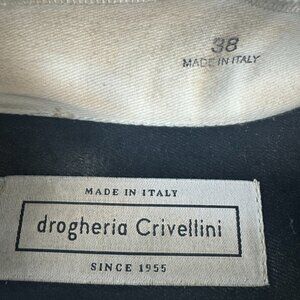 38
MADE IN ITALY
MADE IN ITALY
drogheria Crivellini
SINCE 1955